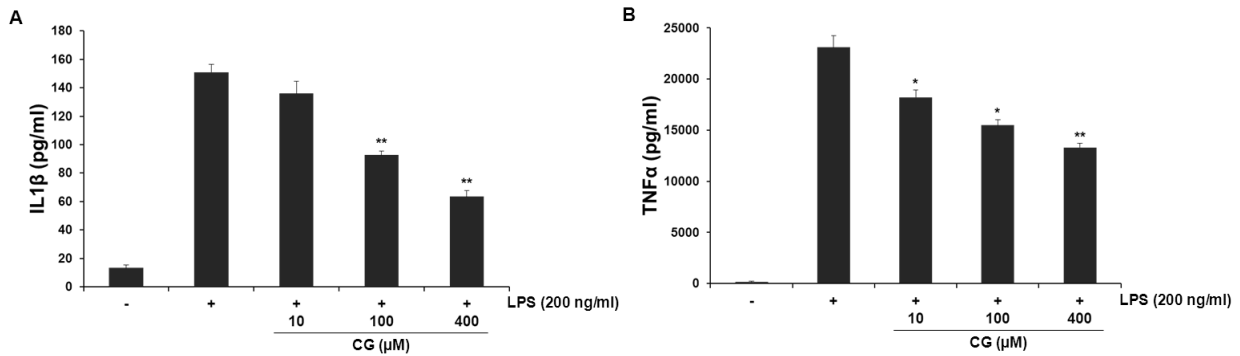 A
IL1β (pg/ml)
180
160
140
120
100
80
60
40
20
0
**
**
- + + + + LPS (200 ng/ml)
10 100 400
CG (μM)
B
TNFα (pg/ml)
25000
20000
15000
10000
5000
0
*
*
**
- + + + + LPS (200 ng/ml)
10 100 400
CG (μM)